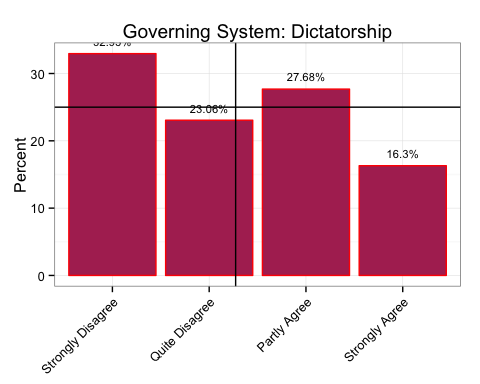 Governing System: Dictatorship
27.68%
23.06%
16.3%
Percent
30
20
10
0
Strongly Disagree
Quite Disagree
Partly Agree
Strongly Agree